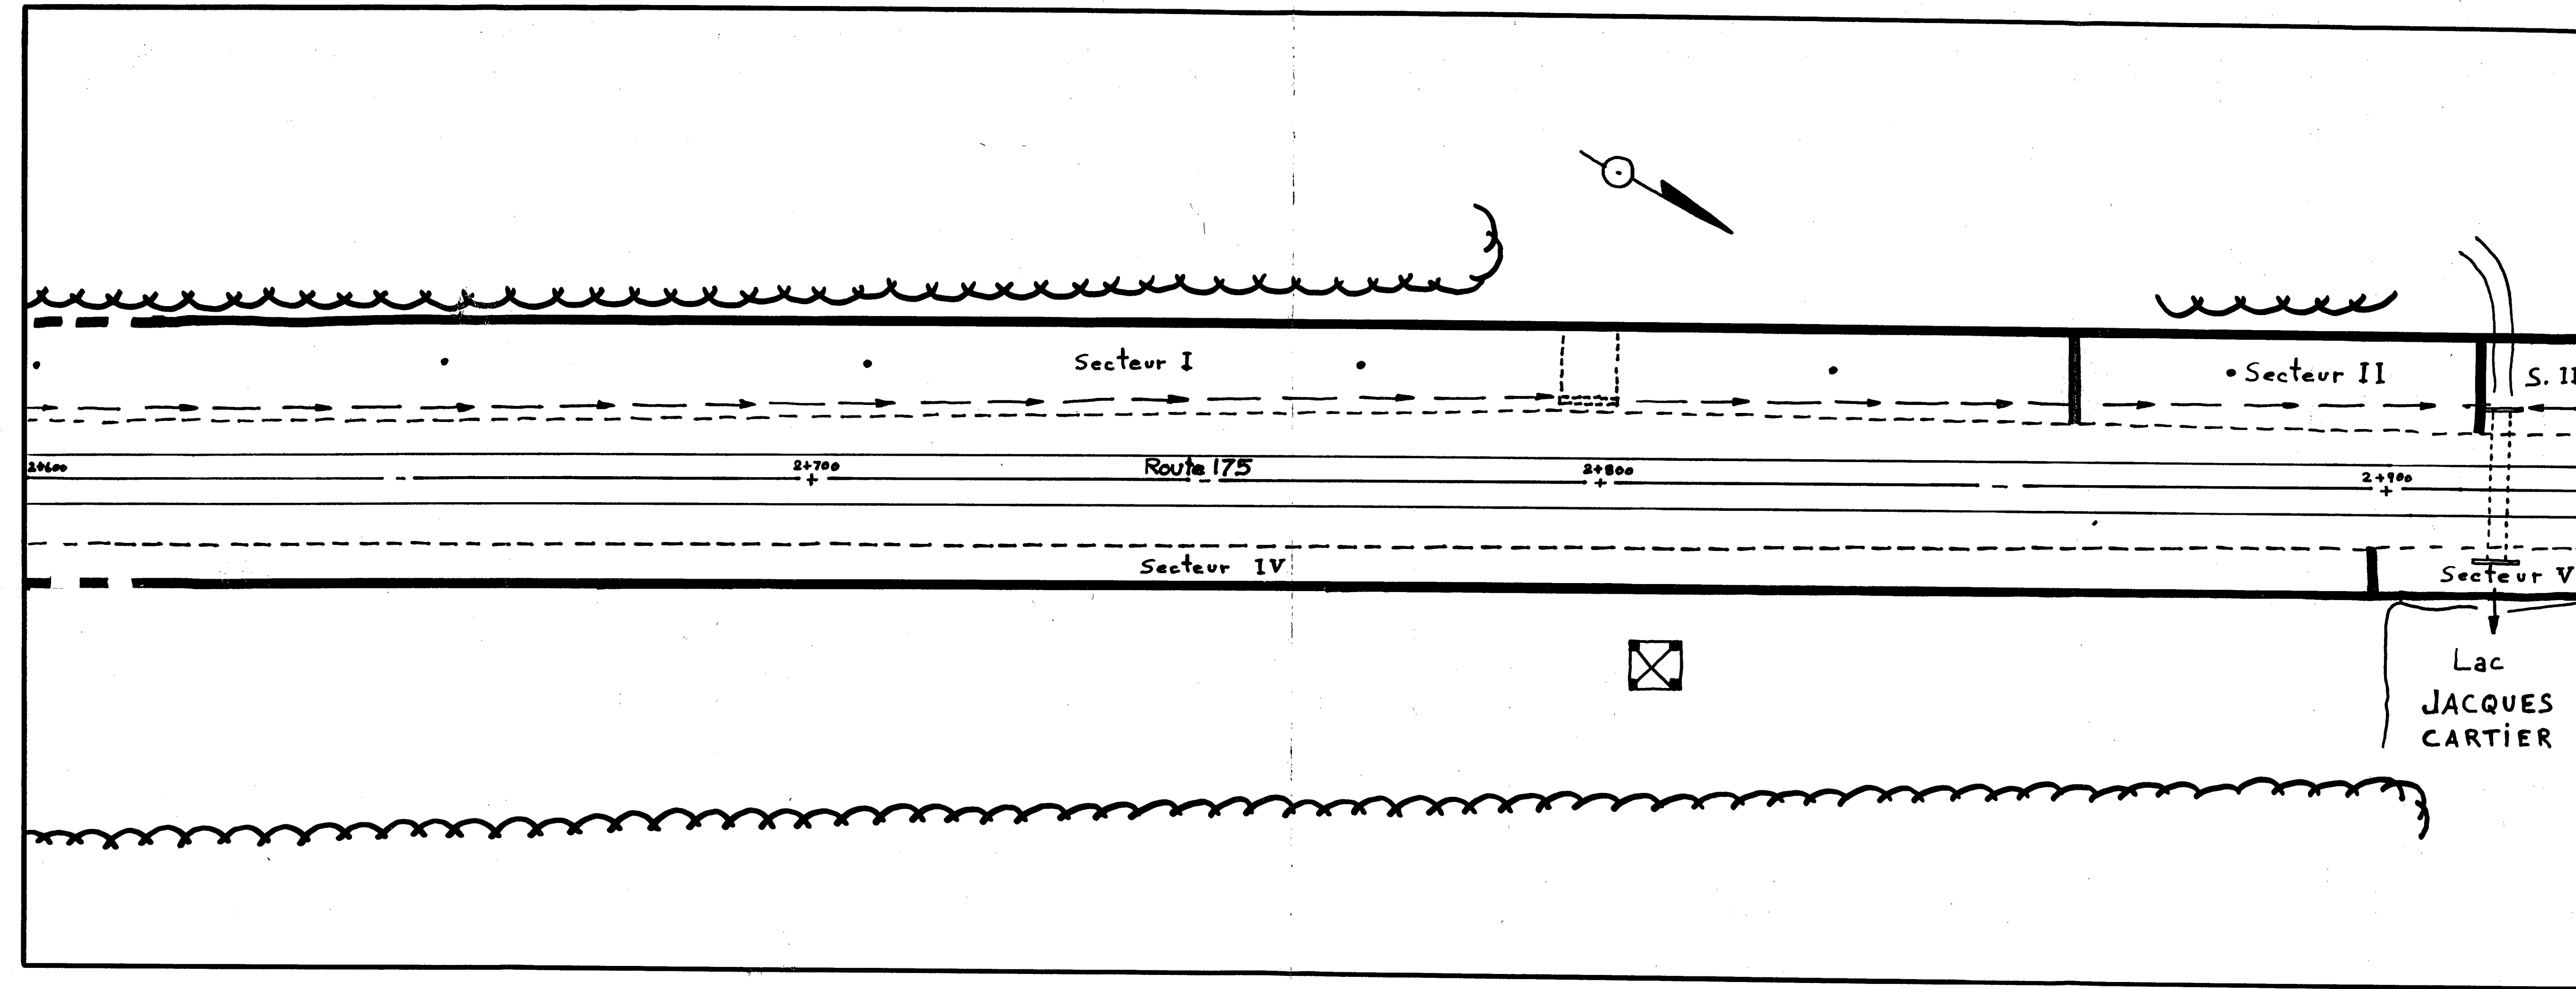 Secteur I
Secteur II
S. II
2+600
2+700
Route 175
2+800
2+900
Secteur IV
Secteur V
Lac
JACQUES
CARTiER